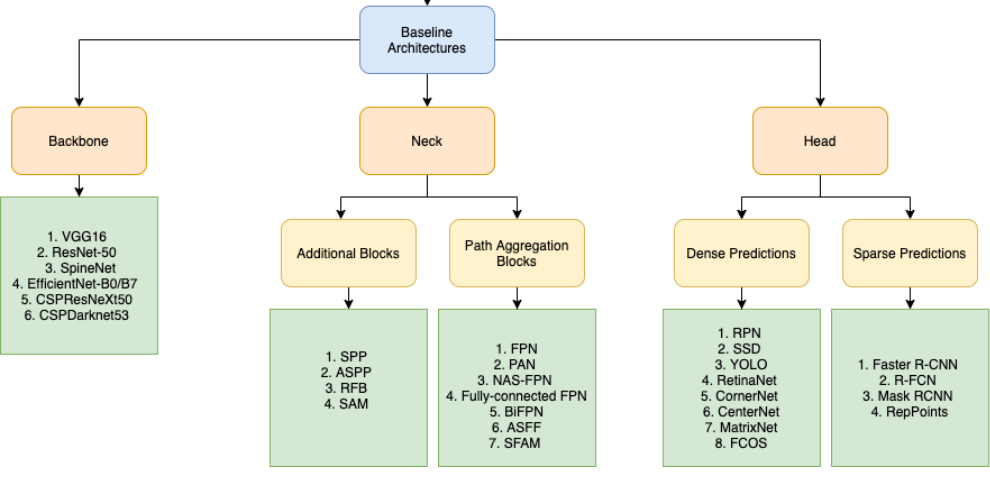 Baseline
Architectures
Backbone
Neck
Head
Additional Blocks
Path Aggregation
Blocks
Dense Predictions
Sparse Predictions
1. VGG16
2. ResNet-50
3. SpineNet
4. EfficientNet-B0/B7
5. CSPResNeXt50
6. CSPDarknet53
1. SPP
2. ASPP
3. RFB
4. SAM
1. FPN
2. PAN
3. NAS-FPN
4. Fully-connected FPN
5. BiFPN
6. ASFF
7. SFAM
1. RPN
2. SSD
3. YOLO
4. RetinaNet
5. CornerNet
6. CenterNet
7. MatrixNet
8. FCOS
1. Faster R-CNN
2. R-FCN
3. Mask RCNN
4. RepPoints